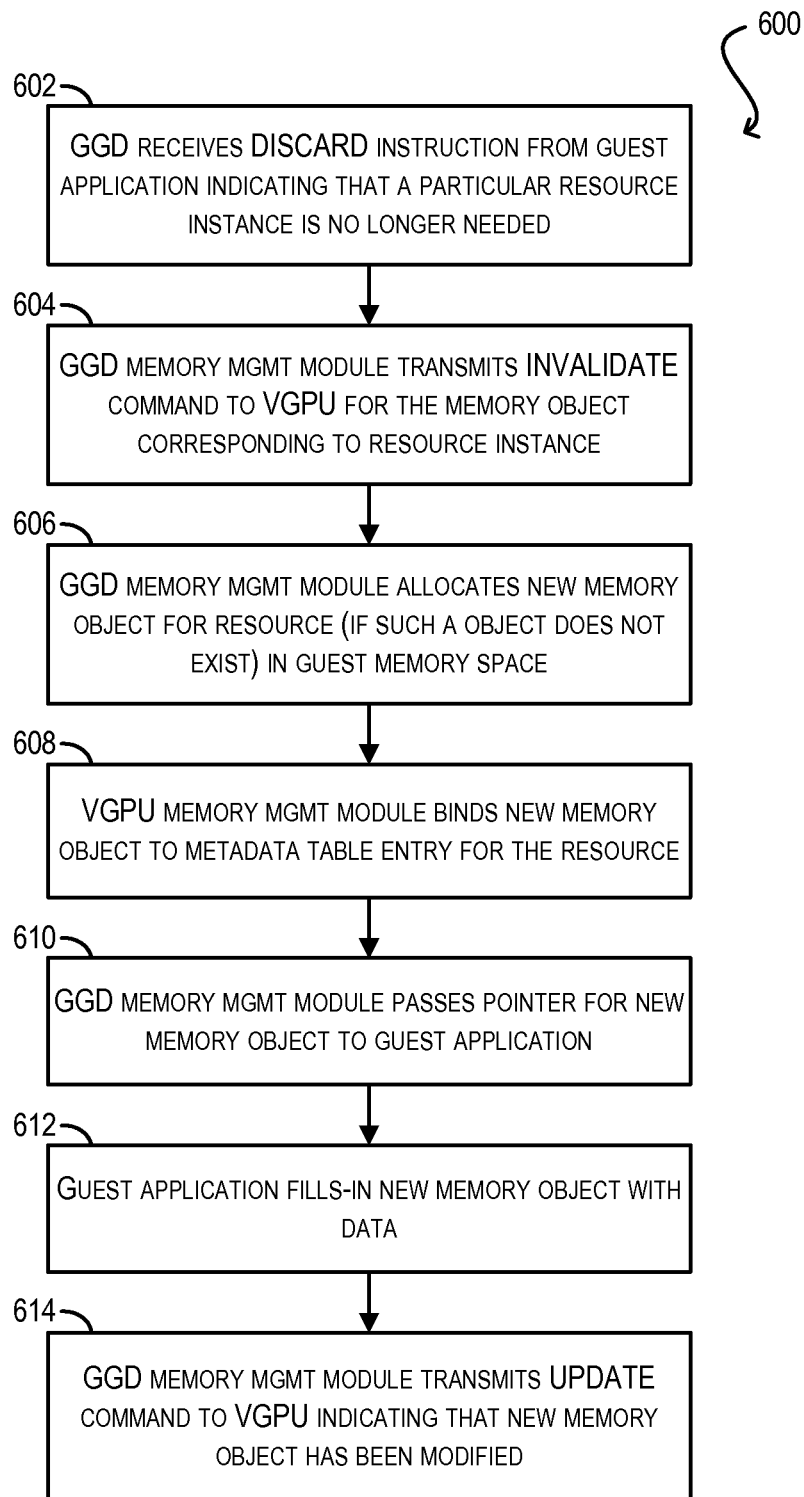 600
602
GGD RECEIVES DISCARD INSTRUCTION FROM GUEST
APPLICATION INDICATING THAT A PARTICULAR RESOURCE
INSTANCE IS NO LONGER NEEDED
604
GGD MEMORY MGMT MODULE TRANSMITS INVALIDATE
COMMAND TO VGPU FOR THE MEMORY OBJECT
CORRESPONDING TO RESOURCE INSTANCE
606
GGD MEMORY MGMT MODULE ALLOCATES NEW MEMORY
OBJECT FOR RESOURCE (IF SUCH A OBJECT DOES NOT
EXIST) IN GUEST MEMORY SPACE
608
VGPU MEMORY MGMT MODULE BINDS NEW MEMORY
OBJECT TO METADATA TABLE ENTRY FOR THE RESOURCE
610
GGD MEMORY MGMT MODULE PASSES POINTER FOR NEW
MEMORY OBJECT TO GUEST APPLICATION
612
GUEST APPLICATION FILLS-IN NEW MEMORY OBJECT WITH
DATA
614
GGD MEMORY MGMT MODULE TRANSMITS UPDATE
COMMAND TO VGPU INDICATING THAT NEW MEMORY
OBJECT HAS BEEN MODIFIED